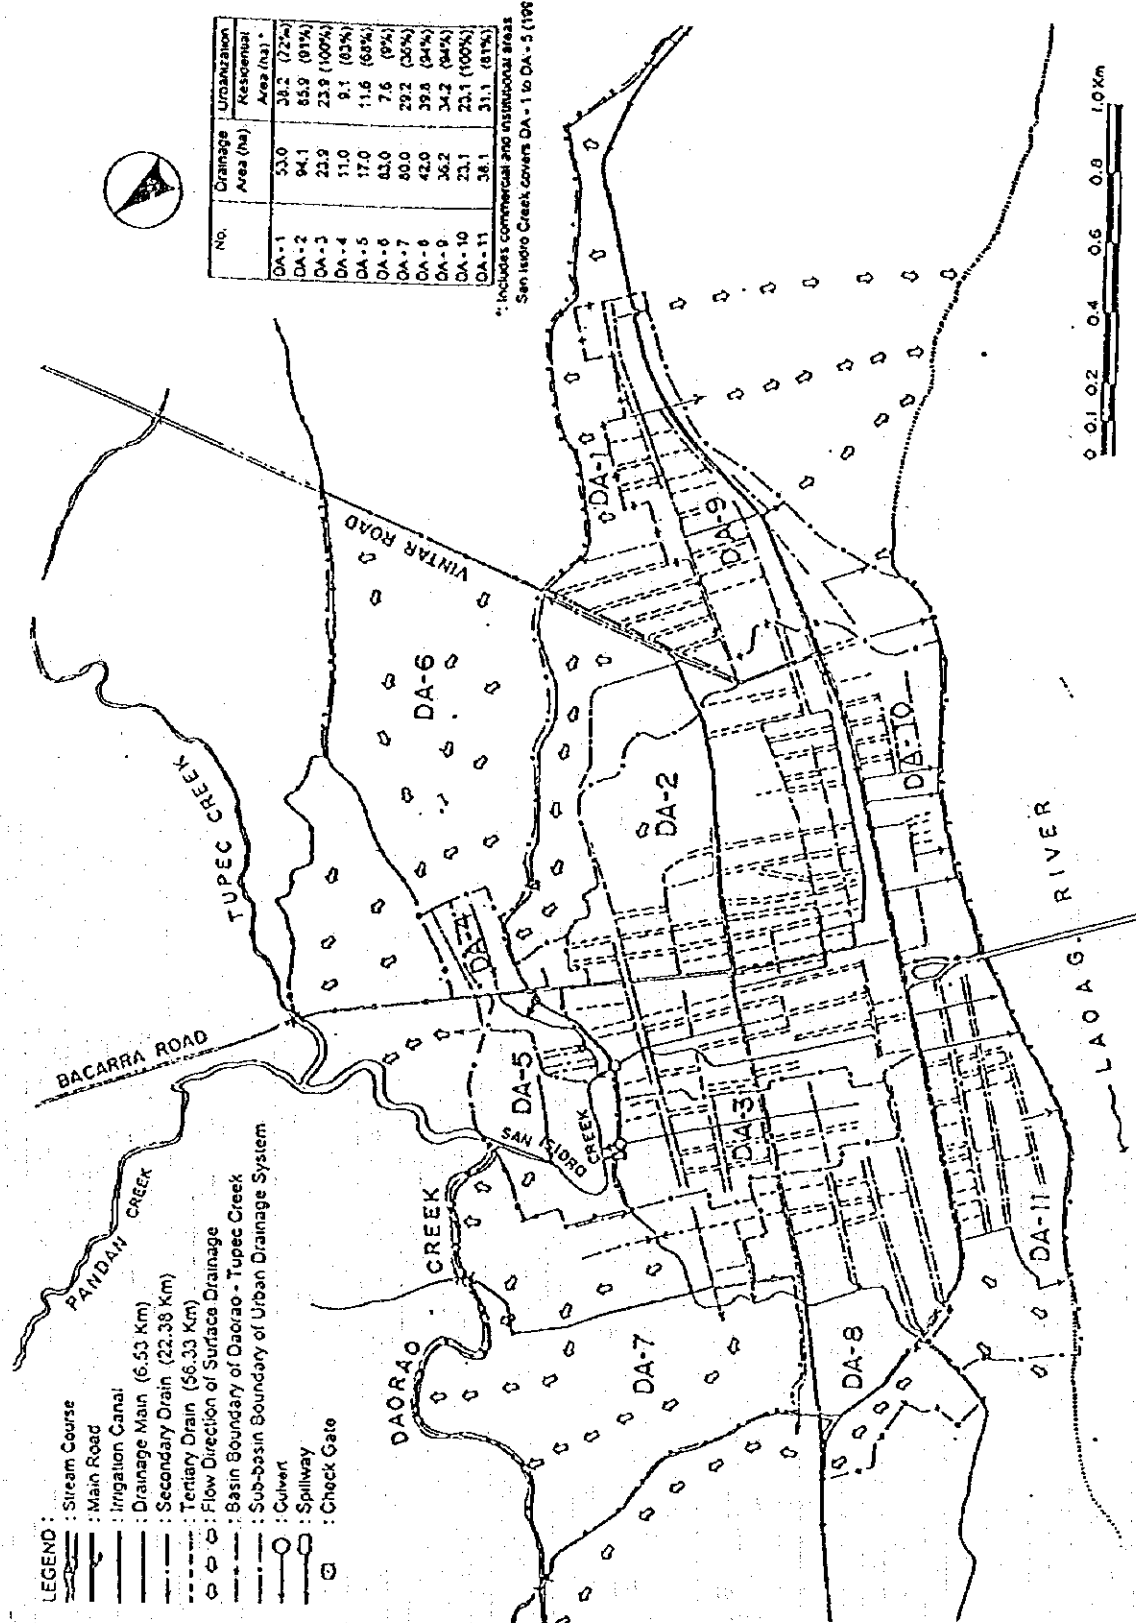 No. Drainage Area (ha) Urbanization Residential Area (ha) *
DA-1 53.0 38.2 (72%)
DA-2 94.1 85.9 (91%)
DA-3 23.9 23.9 (100%)
DA-4 11.0 9.1 (83%)
DA-5 17.0 11.6 (68%)
DA-6 83.0 7.6 (9%)
DA-7 80.0 29.2 (36%)
DA-8 42.0 39.8 (94%)
DA-9 36.2 34.2 (94%)
DA-10 23.1 23.1 (100%)
DA-11 38.1 31.1 (81%)
*: Includes commercial and institutional areas
San Isidro Creek covers DA-1 to DA-5 (199
LEGEND :
: Stream Course
: Main Road
: Irrigation Canal
: Drainage Main (6.53 Km)
: Secondary Drain (22.38 Km)
: Tertiary Drain (56.33 Km)
: Flow Direction of Surface Drainage
: Basin Boundary of Daorao - Tupec Creek
: Sub-basin Boundary of Urban Drainage System
: Culvert
: Spillway
: Check Gate
PANDAN CREEK
BACARRA ROAD
TUPEC CREEK
VINTAR ROAD
DAORAO CREEK
SAN ISIDRO CREEK
DA-6
DA-4
DA-5
DA-1
DA-9
DA-2
DA-3
DA-10
DA-7
DA-8
DA-11
LAOAG RIVER
0 0.1 0.2 0.4 0.6 0.8 1.0 Km